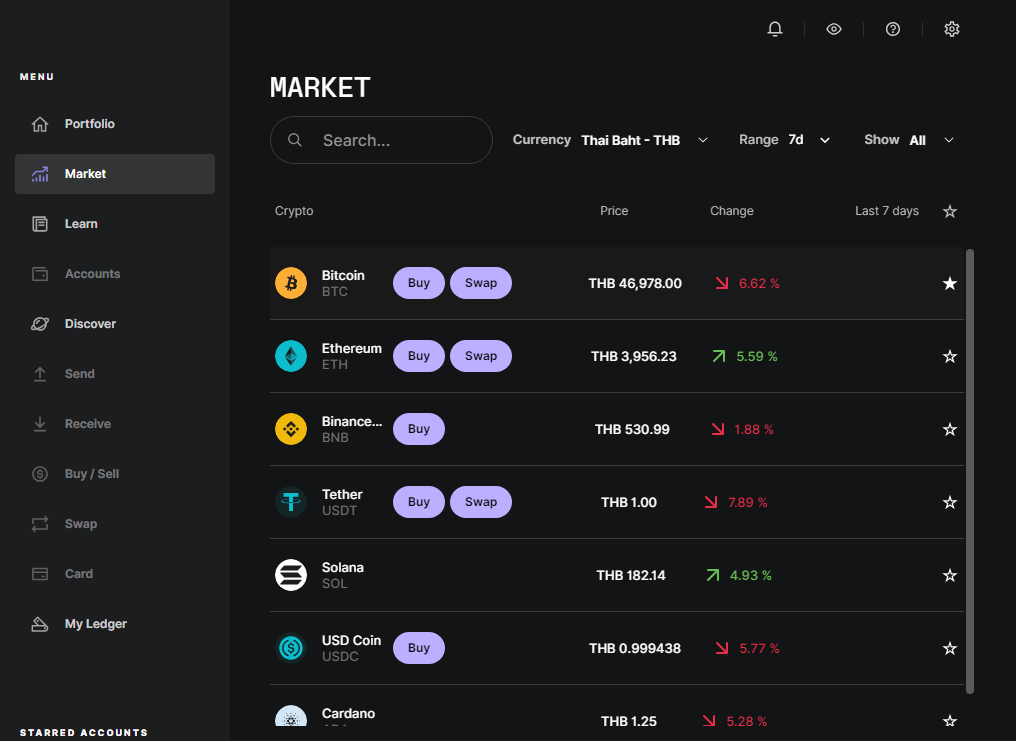 MENU
Portfolio
Market
Learn
Accounts
Discover
Send
Receive
Buy / Sell
Swap
Card
My Ledger
STARRED ACCOUNTS
MARKET
Search...
Currency Thai Baht - THB Range 7d Show All
Crypto Price Change Last 7 days
Bitcoin
BTC
Buy Swap THB 46,978.00 6.62 %
Ethereum
ETH
Buy Swap THB 3,956.23 5.59 %
Binance...
BNB
Buy THB 530.99 1.88 %
Tether
USDT
Buy Swap THB 1.00 7.89 %
Solana
SOL
THB 182.14 4.93 %
USD Coin
USDC
Buy THB 0.999438 5.77 %
Cardano
THB 1.25 5.28 %